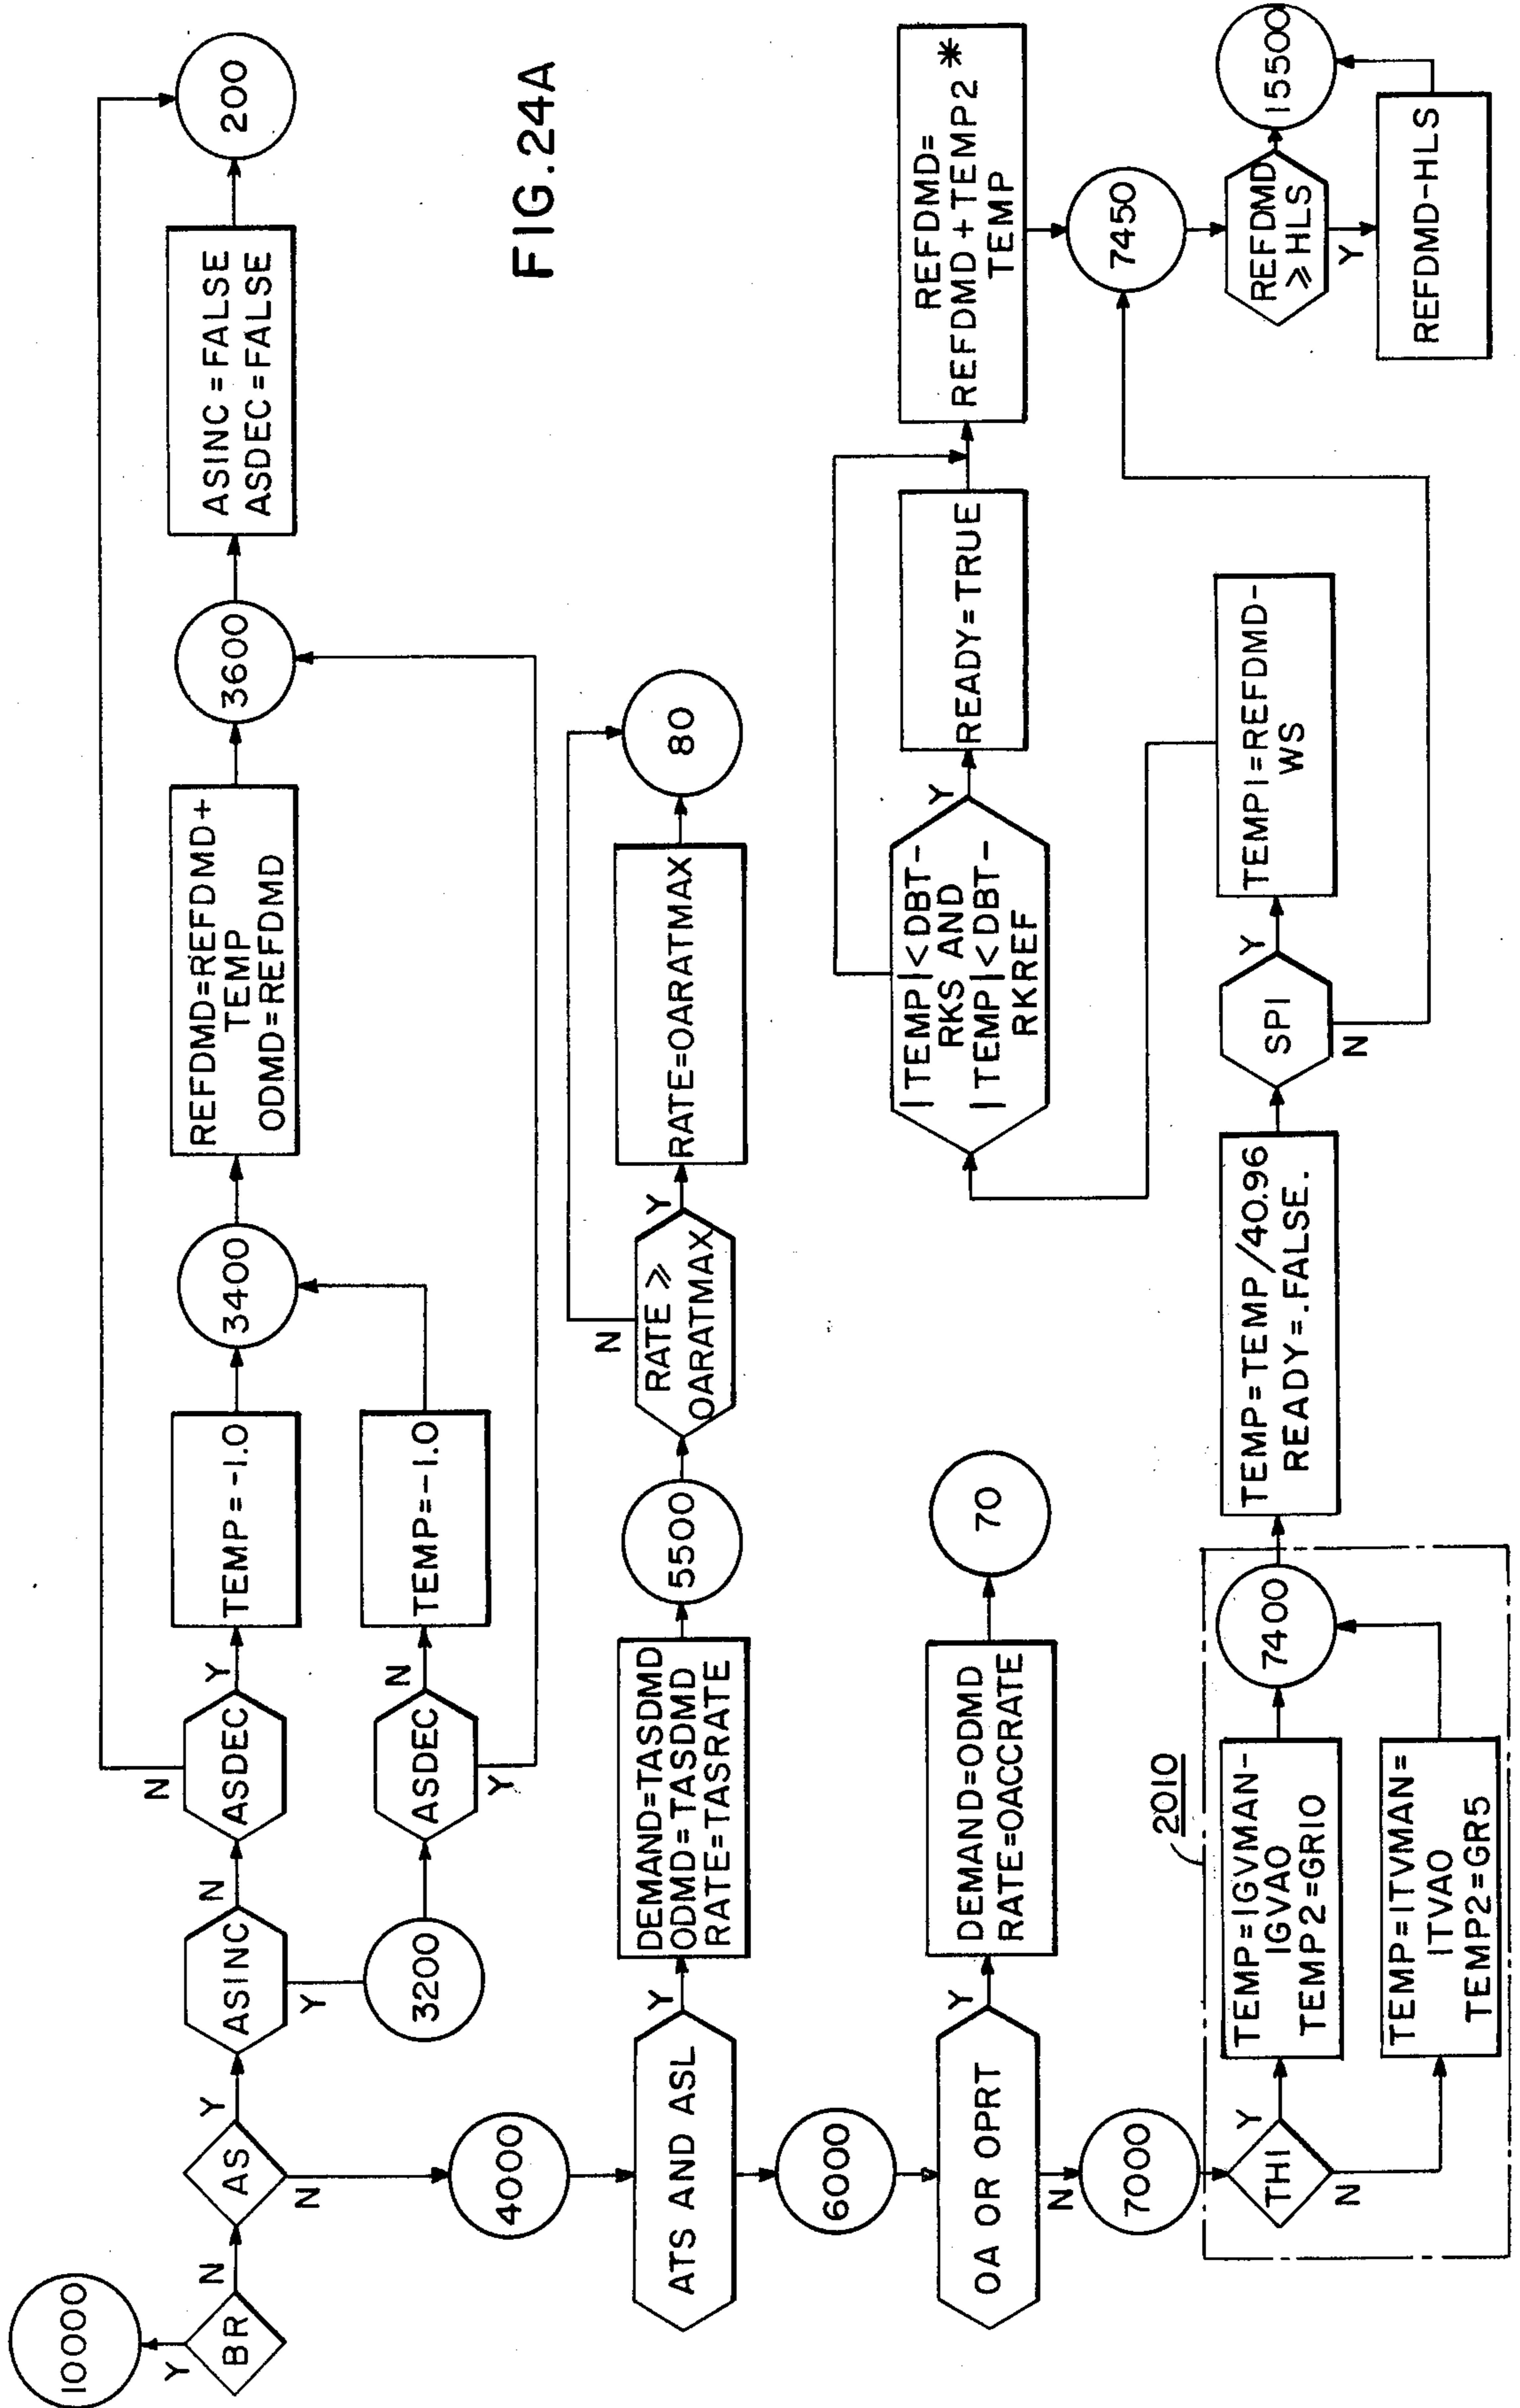 FIG.24A
10000
Y
BR
N
AS
Y
N
ASINC
N
Y
ASDEC
Y
N
TEMP=-1.0
3400
REFDMD=REFDMD+
TEMP
ODMD=REFDMD
3600
ASINC=FALSE
ASDEC=FALSE
200
3200
ASDEC
N
Y
TEMP=-1.0
4000
ATS AND ASL
Y
DEMAND=TASDMD
ODMD=TASDMD
RATE=TASRATE
5500
RATE ≥
OARATMAX
N
Y
RATE=OARATMAX
80
6000
OA OR OPRT
Y
N
DEMAND=ODMD
RATE=OACCRATE
70
7000
2010
THI
Y
N
TEMP=IGVMAN-
IGVAO
TEMP2=GR10
TEMP=ITVMAN=
ITVAO
TEMP2=GR5
7400
TEMP=TEMP/40.96
READY=.FALSE.
SPI
Y
N
TEMPI=REFDMD-
WS
|TEMP|<DBT-
RKS AND
|TEMP|<DBT-
RKREF
Y
READY=TRUE
REFDMD=
REFDMD+TEMP2 *
TEMP
7450
REFDMD
≥HLS
Y
15500
REFDMD-HLS